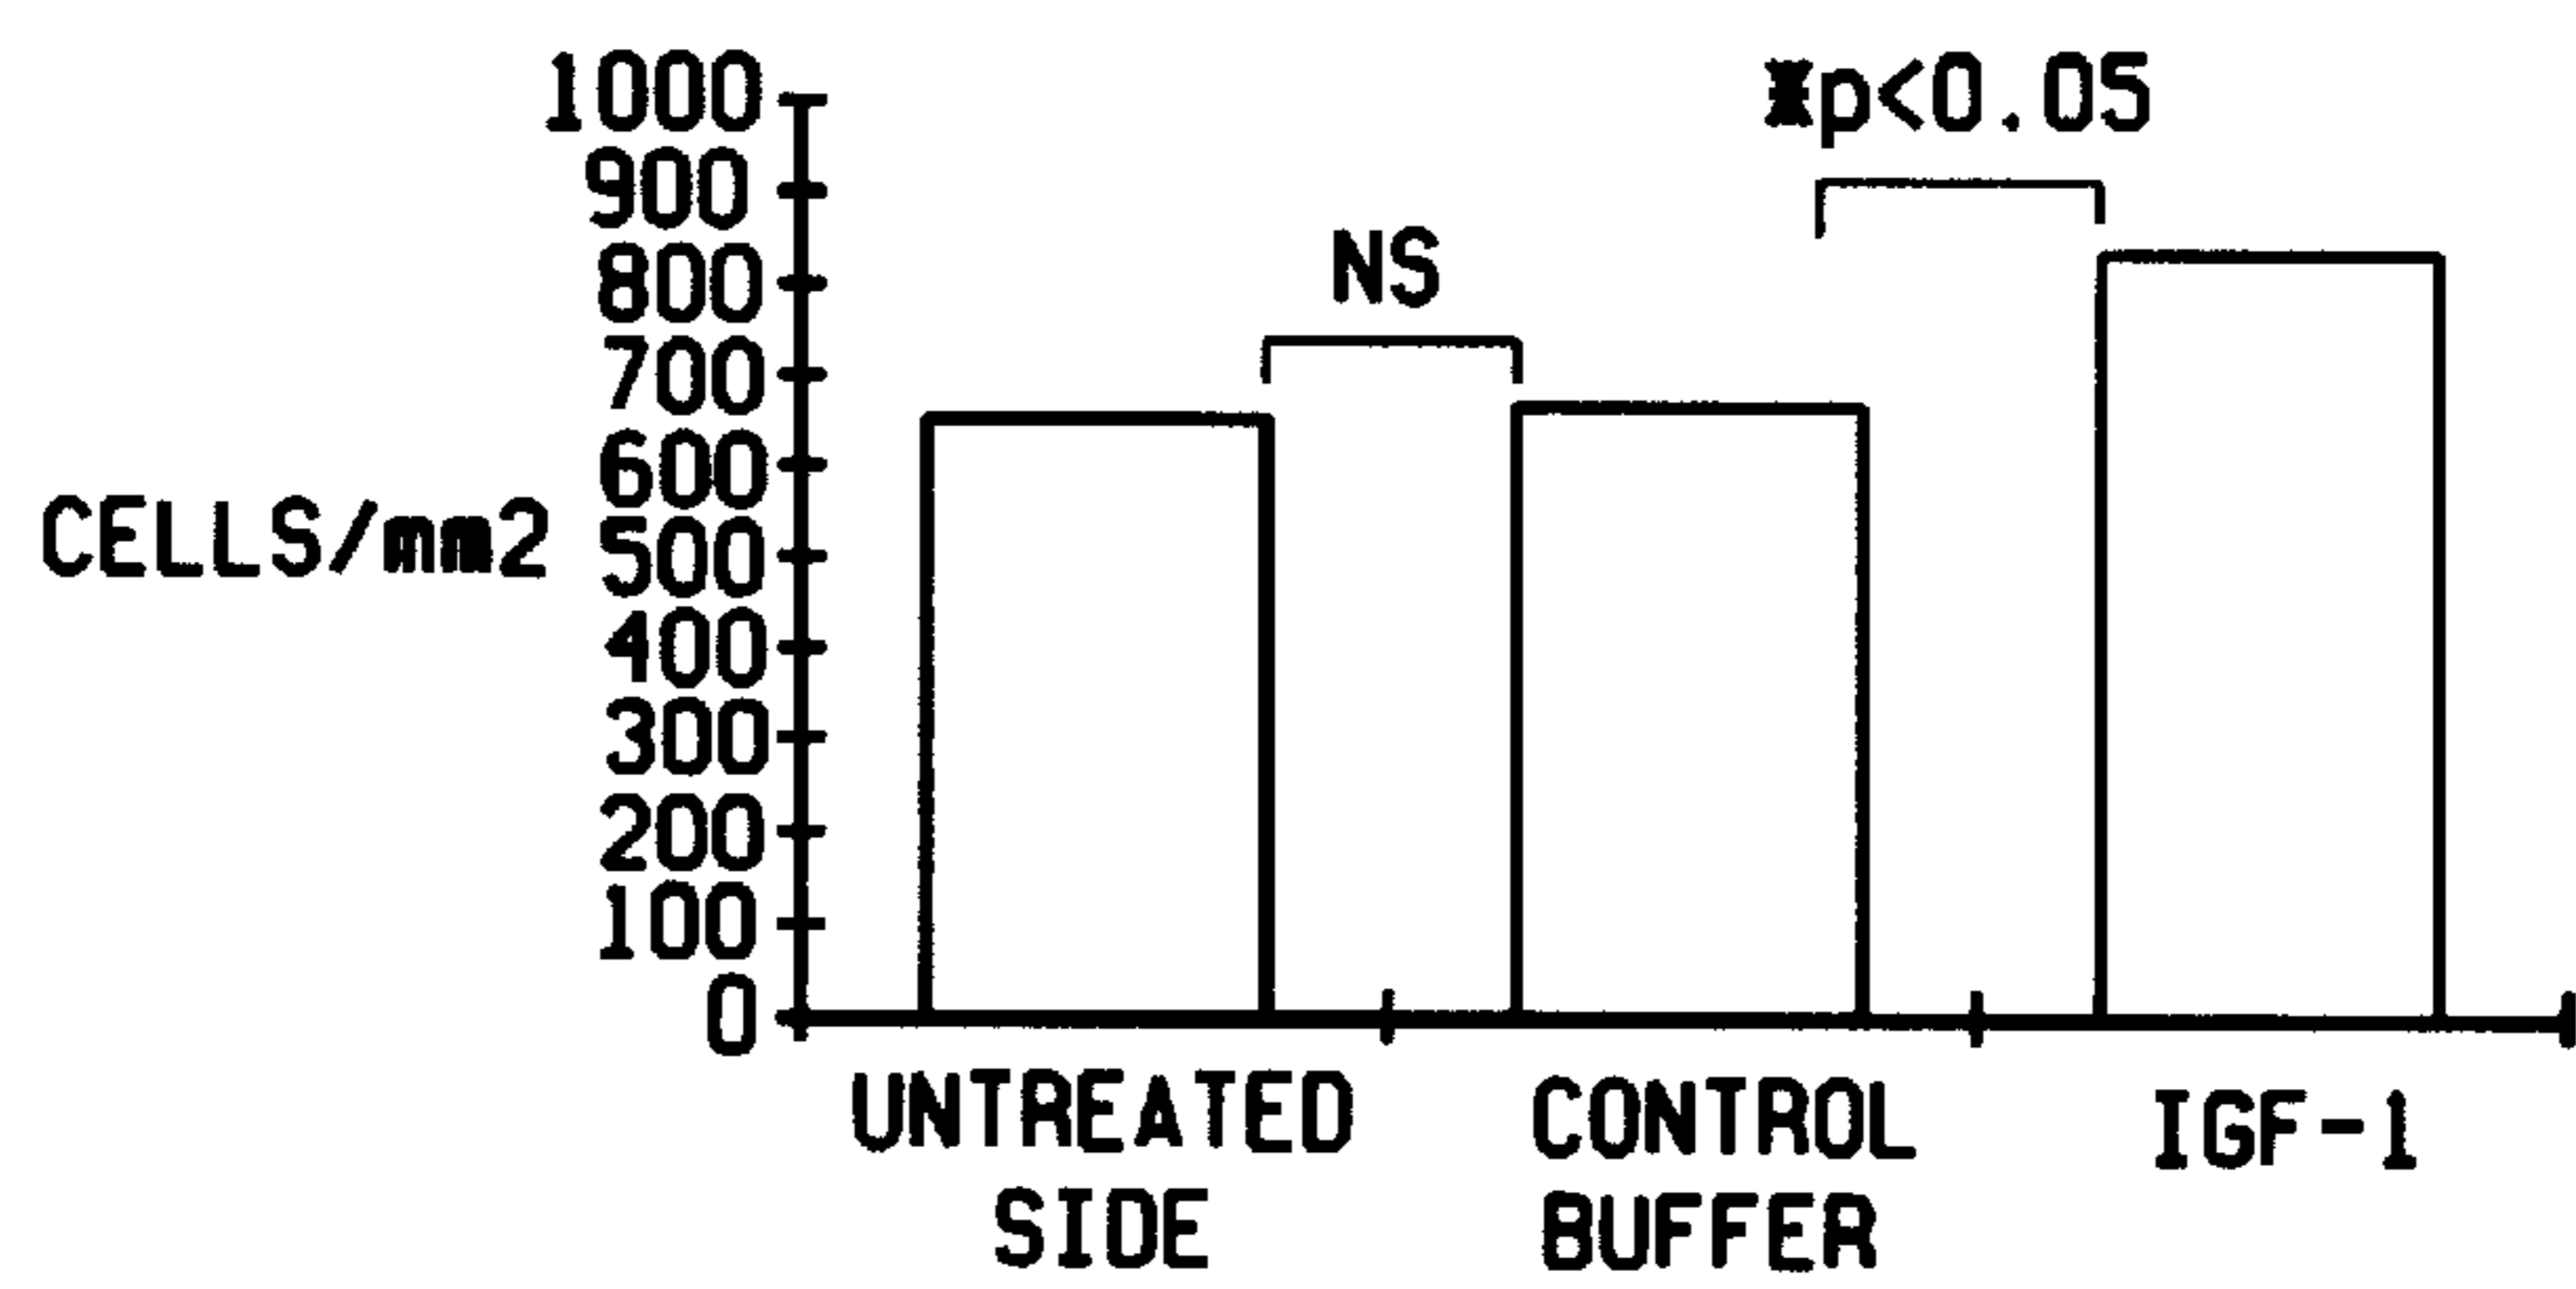 1000
*p<0.05
900
NS
800
700
600
CELLS/mm2
500
400
300
200
100
0
UNTREATED
SIDE
CONTROL
BUFFER
IGF-1